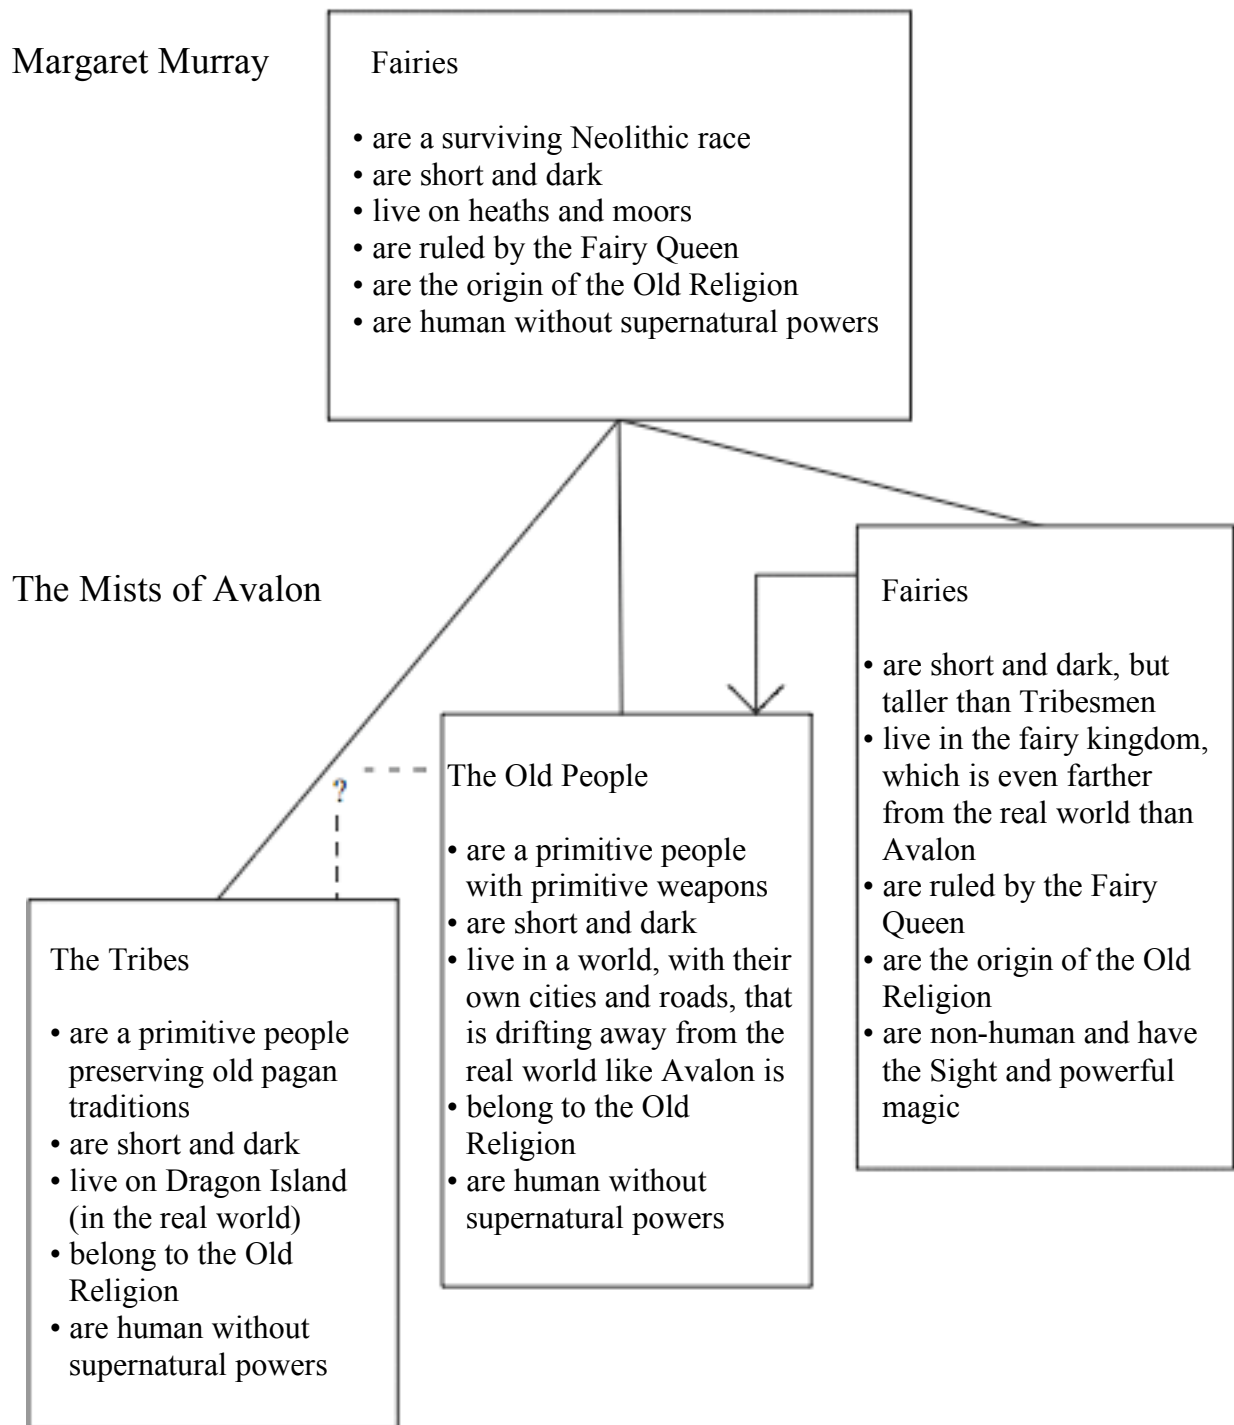 Margaret Murray
Fairies
• are a surviving Neolithic race
• are short and dark
• live on heaths and moors
• are ruled by the Fairy Queen
• are the origin of the Old Religion
• are human without supernatural powers
The Mists of Avalon
The Tribes
• are a primitive people
preserving old pagan
traditions
• are short and dark
• live on Dragon Island
(in the real world)
• belong to the Old
Religion
• are human without
supernatural powers
?
The Old People
• are a primitive people
with primitive weapons
• are short and dark
• live in a world, with their
own cities and roads, that
is drifting away from the
real world like Avalon is
• belong to the Old
Religion
• are human without
supernatural powers
Fairies
• are short and dark, but
taller than Tribesmen
• live in the fairy kingdom,
which is even farther
from the real world than
Avalon
• are ruled by the Fairy
Queen
• are the origin of the Old
Religion
• are non-human and have
the Sight and powerful
magic